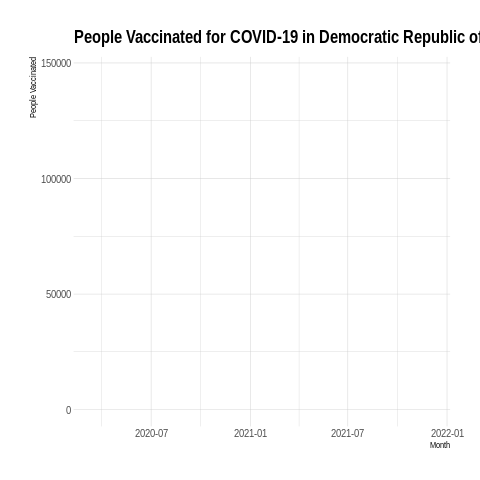 People Vaccinated for COVID-19 in Democratic Republic of
People Vaccinated
150000
100000
50000
0
2020-07 2021-01 2021-07 2022-01
Month